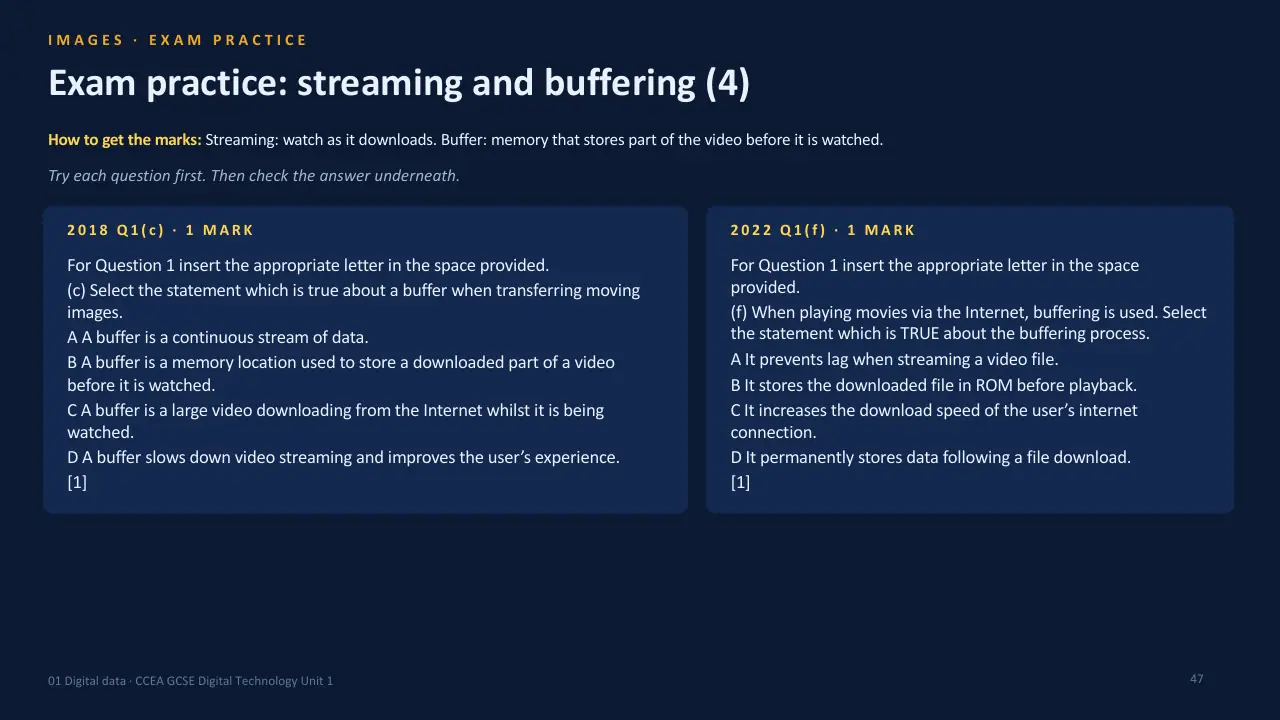 IMAGES · EXAM PRACTICE
Exam practice: streaming and buffering (4)
How to get the marks: Streaming: watch as it downloads. Buffer: memory that stores part of the video before it is watched.
Try each question first. Then check the answer underneath.
2018 Q1(c) · 1 MARK
For Question 1 insert the appropriate letter in the space provided.
(c) Select the statement which is true about a buffer when transferring moving
images.
A A buffer is a continuous stream of data.
B A buffer is a memory location used to store a downloaded part of a video
before it is watched.
C A buffer is a large video downloading from the Internet whilst it is being
watched.
D A buffer slows down video streaming and improves the user’s experience.
[1]
2022 Q1(f) · 1 MARK
For Question 1 insert the appropriate letter in the space
provided.
(f) When playing movies via the Internet, buffering is used. Select
the statement which is TRUE about the buffering process.
A It prevents lag when streaming a video file.
B It stores the downloaded file in ROM before playback.
C It increases the download speed of the user’s internet
connection.
D It permanently stores data following a file download.
[1]
01 Digital data · CCEA GCSE Digital Technology Unit 1
47